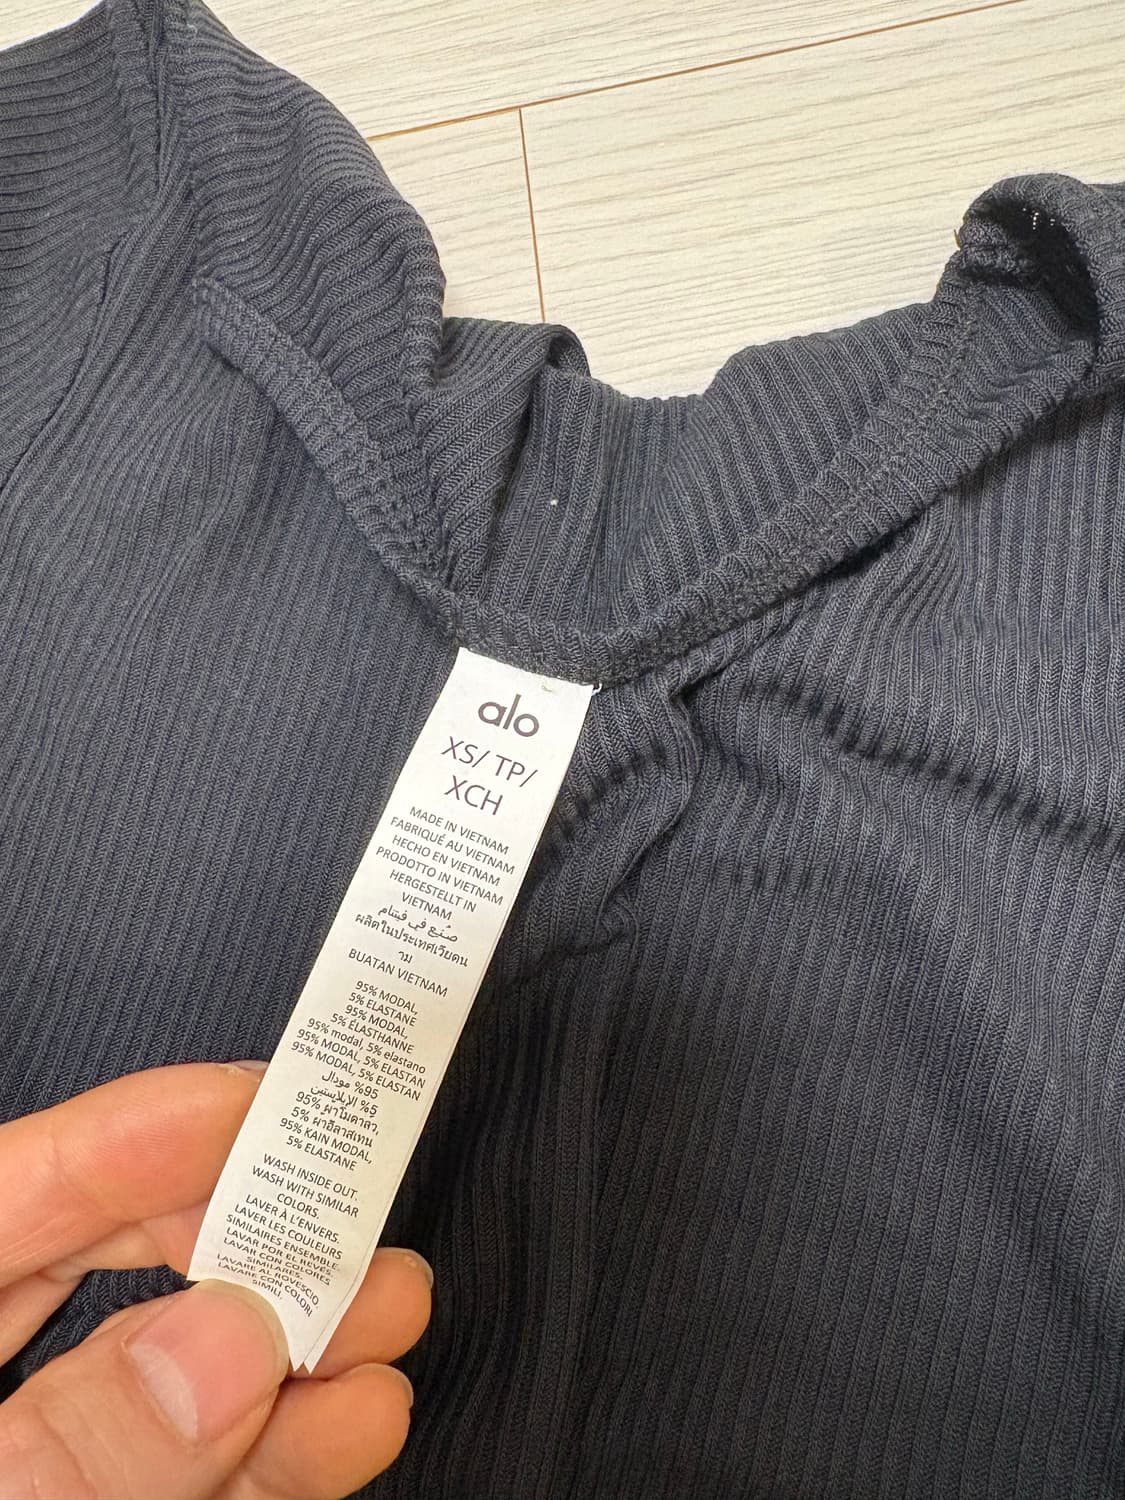 alo
XS/ TP/
XCH
MADE IN VIETNAM
FABRIQUÉ AU VIETNAM
HECHO EN VIETNAM
PRODOTTO IN VIETNAM
HERGESTELLT IN
VIETNAM
صُنع في فيتنام
ผลิตในประเทศเวียดน
าม
BUATAN VIETNAM
95% MODAL,
5% ELASTANE
95% MODAL,
5% ÉLASTHANNE
95% modal, 5% elastano
95% MODAL, 5% ELASTAN
95% MODAL, 5% ELASTAN
95% مودال
5% الإيلاستين
95% ผ้าโมดาลว,
5% ผ้าอีลาสเทน
95% KAIN MODAL,
5% ELASTANE
WASH INSIDE OUT.
WASH WITH SIMILAR
COLORS.
LAVER À L'ENVERS.
LAVER LES COULEURS
SIMILAIRES ENSEMBLE.
LAVAR POR EL REVÉS.
LAVAR CON COLORES
SIMILARES.
LAVARE AL ROVESCIO
LAVARE CON COLORI
SIMILI.